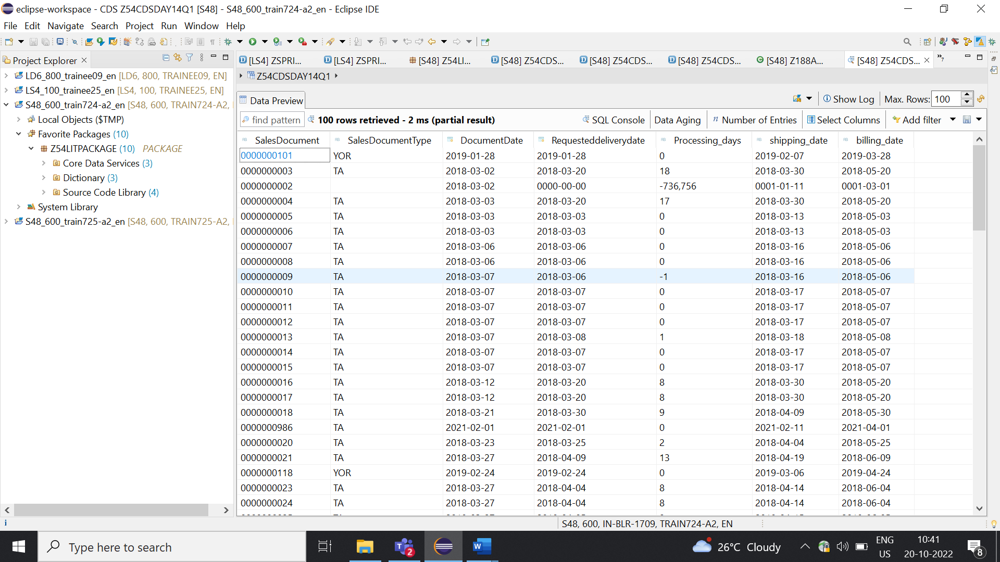 eclipse-workspace - CDS Z54CDSDAY14Q1 [S48] - S48_600_train724-a2_en - Eclipse IDE
File Edit Navigate Search Project Run Window Help
Project Explorer
[LS4] ZSPRI... [LS4] ZSPRI... [S48] Z54LI... [S48] Z54CDS... [S48] Z54CDS... [S48] Z54CDS... [S48] Z188A... [S48] Z54CDS... 7
LD6_800_trainee09_en [LD6, 800, TRAINEE09, EN]
LS4_100_trainee25_en [LS4, 100, TRAINEE25, EN]
S48_600_train724-a2_en [S48, 600, TRAIN724-A2,
Local Objects ($TMP)
Favorite Packages (10)
Z54LITPACKAGE (10) PACKAGE
Core Data Services (3)
Dictionary (3)
Source Code Library (4)
System Library
S48_600_train725-a2_en [S48, 600, TRAIN725-A2,
Z54CDSDAY14Q1
Data Preview Show Log Max. Rows: 100
find pattern 100 rows retrieved - 2 ms (partial result) SQL Console Data Aging Number of Entries Select Columns Add filter
SalesDocument SalesDocumentType DocumentDate Requesteddeliverydate Processing_days shipping_date billing_date
0000000101 YOR 2019-01-28 2019-01-28 0 2019-02-07 2019-03-28
0000000003 TA 2018-03-02 2018-03-20 18 2018-03-30 2018-05-20
0000000002 2018-03-02 0000-00-00 -736,756 0001-01-11 0001-03-01
0000000004 TA 2018-03-03 2018-03-20 17 2018-03-30 2018-05-20
0000000005 TA 2018-03-03 2018-03-03 0 2018-03-13 2018-05-03
0000000006 TA 2018-03-03 2018-03-03 0 2018-03-13 2018-05-03
0000000007 TA 2018-03-06 2018-03-06 0 2018-03-16 2018-05-06
0000000008 TA 2018-03-06 2018-03-06 0 2018-03-16 2018-05-06
0000000009 TA 2018-03-07 2018-03-06 -1 2018-03-16 2018-05-06
0000000010 TA 2018-03-07 2018-03-07 0 2018-03-17 2018-05-07
0000000011 TA 2018-03-07 2018-03-07 0 2018-03-17 2018-05-07
0000000012 TA 2018-03-07 2018-03-07 0 2018-03-17 2018-05-07
0000000013 TA 2018-03-07 2018-03-08 1 2018-03-18 2018-05-08
0000000014 TA 2018-03-07 2018-03-07 0 2018-03-17 2018-05-07
0000000015 TA 2018-03-07 2018-03-07 0 2018-03-17 2018-05-07
0000000016 TA 2018-03-12 2018-03-20 8 2018-03-30 2018-05-20
0000000017 TA 2018-03-12 2018-03-20 8 2018-03-30 2018-05-20
0000000018 TA 2018-03-21 2018-03-30 9 2018-04-09 2018-05-30
0000000986 TA 2021-02-01 2021-02-01 0 2021-02-11 2021-04-01
0000000020 TA 2018-03-23 2018-03-25 2 2018-04-04 2018-05-25
0000000021 TA 2018-03-27 2018-04-09 13 2018-04-19 2018-06-09
0000000118 YOR 2019-02-24 2019-02-24 0 2019-03-06 2019-04-24
0000000023 TA 2018-03-27 2018-04-04 8 2018-04-14 2018-06-04
0000000024 TA 2018-03-27 2018-04-04 8 2018-04-14 2018-06-04
S48, 600, IN-BLR-1709, TRAIN724-A2, EN
Type here to search 2 26°C Cloudy ENG US 10:41 20-10-2022 8